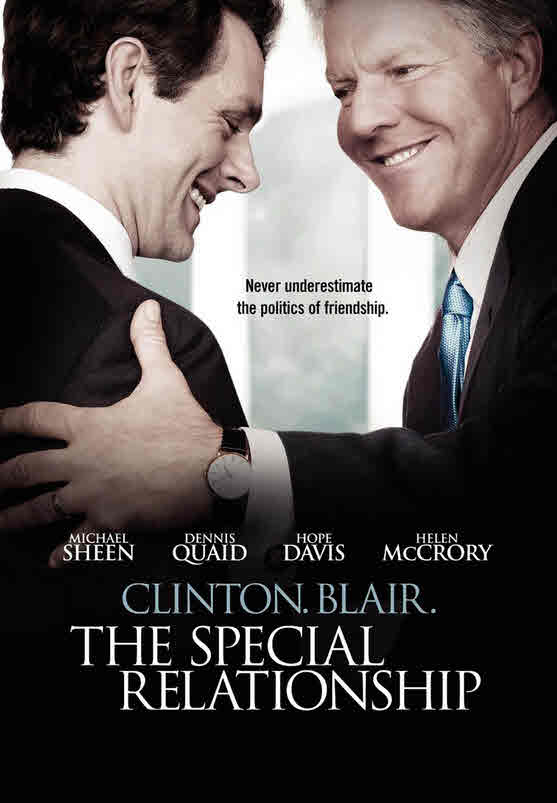 Never underestimate
the politics of friendship.
MICHAEL SHEEN
DENNIS QUAID
HOPE DAVIS
HELEN McCRORY
CLINTON. BLAIR.
THE SPECIAL
RELATIONSHIP